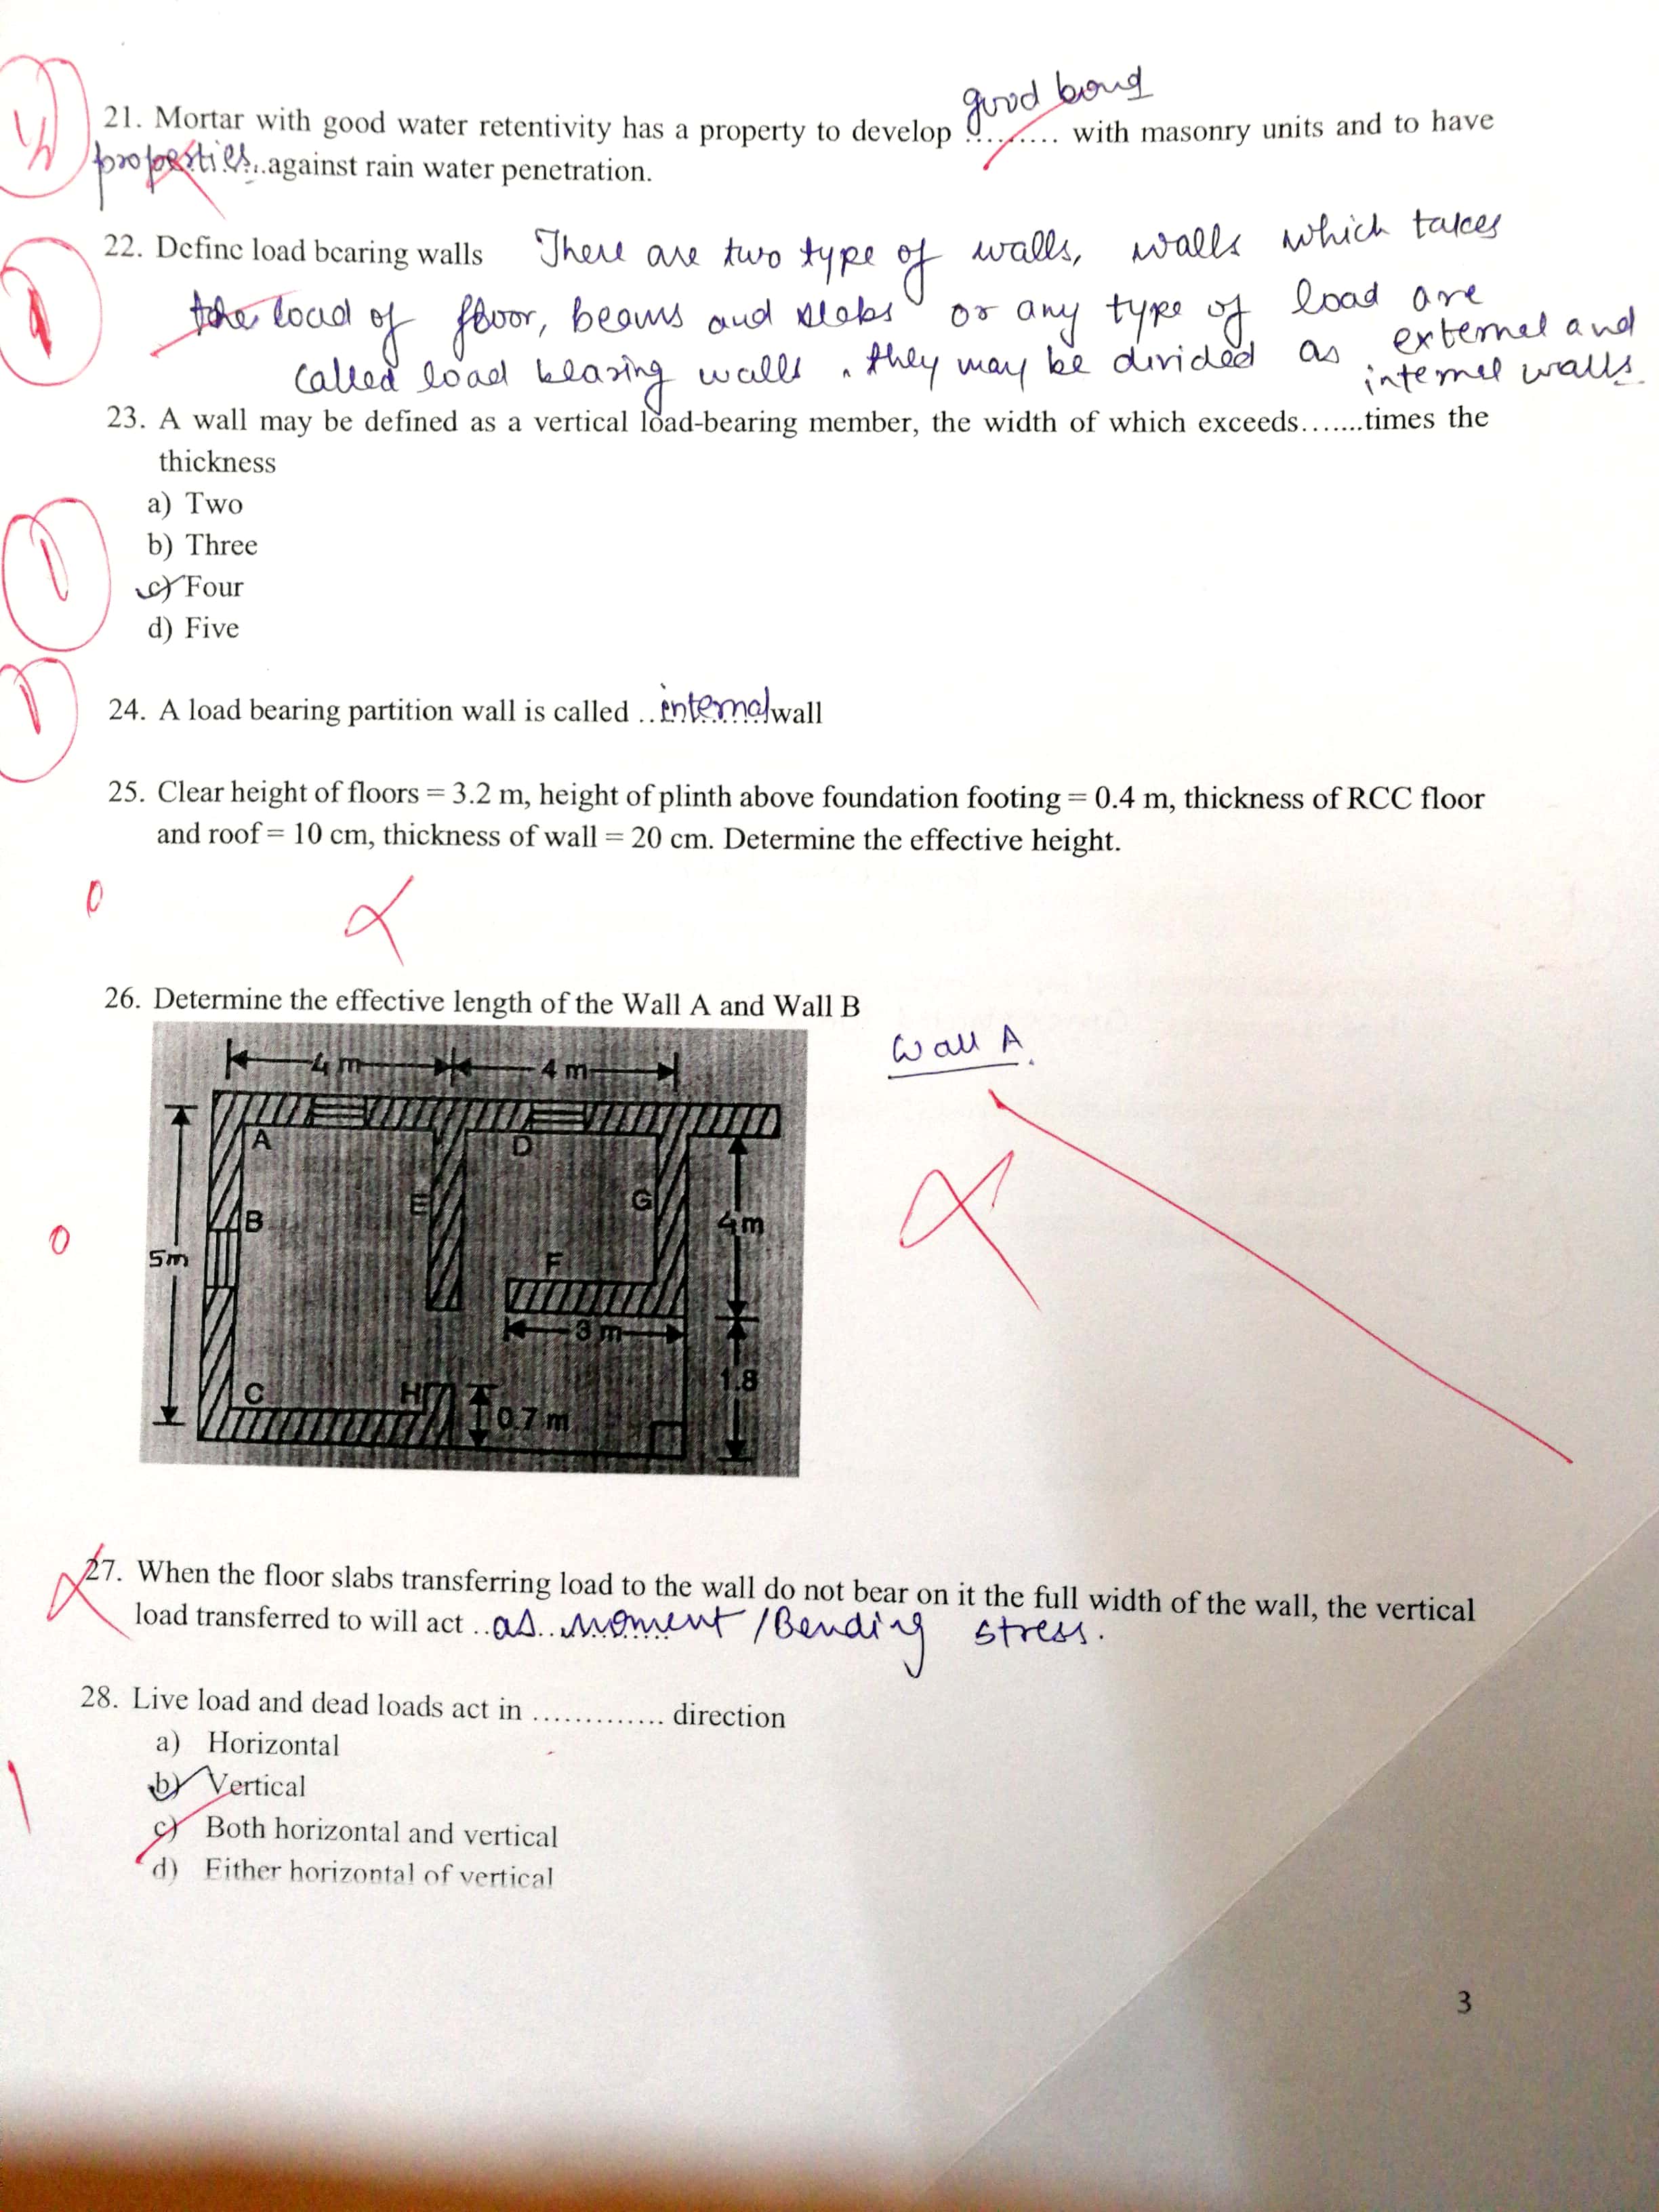 good bond
21. Mortar with good water retentivity has a property to develop ......... with masonry units and to have
properties...against rain water penetration.
22. Define load bearing walls There are two type of walls, walls which takes
the load of floor, beams and slabs or any type of load are
called load bearing walls. they may be divided as external and
internel walls.
23. A wall may be defined as a vertical load-bearing member, the width of which exceeds.......times the
thickness
a) Two
b) Three
c) Four
d) Five
24. A load bearing partition wall is called ..internal wall
25. Clear height of floors = 3.2 m, height of plinth above foundation footing = 0.4 m, thickness of RCC floor
and roof = 10 cm, thickness of wall = 20 cm. Determine the effective height.
0
26. Determine the effective length of the Wall A and Wall B
Wall A.
4 m 4 m
A D
E G
B 4m
5m F
0
3 m
1.8
C H
0.7 m
27. When the floor slabs transferring load to the wall do not bear on it the full width of the wall, the vertical
load transferred to will act ..as..moment /Bending stress.
28. Live load and dead loads act in ............. direction
a) Horizontal
b) Vertical
1
c) Both horizontal and vertical
d) Either horizontal of vertical
3